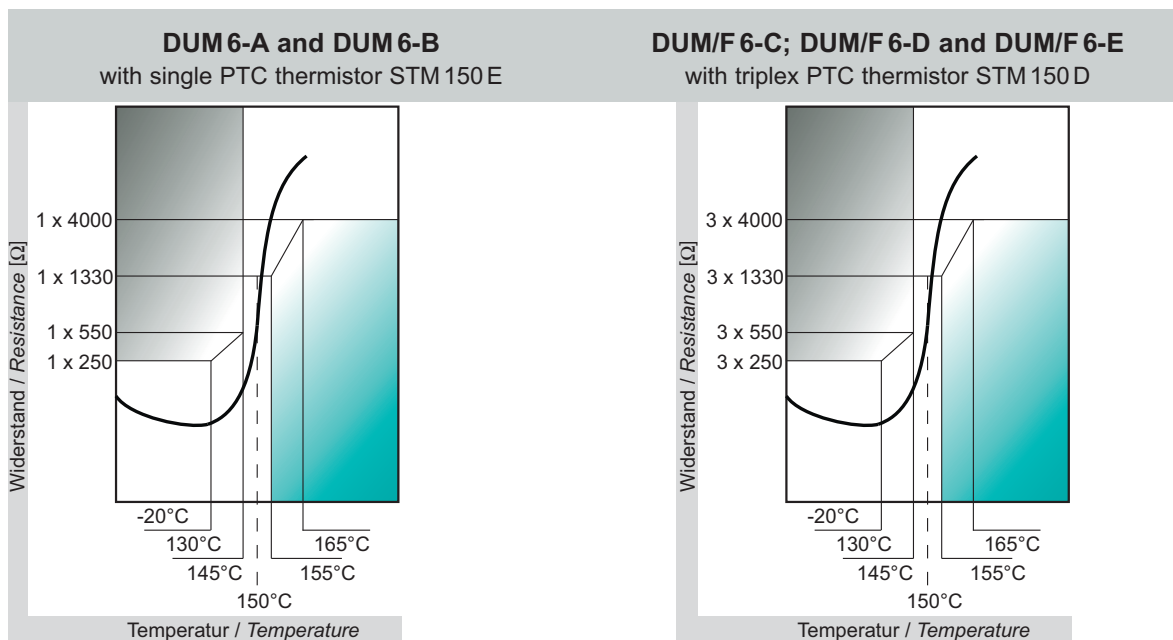 DUM 6-A and DUM 6-B
with single PTC thermistor STM 150 E
Widerstand / Resistance [Ω]
1 x 4000
1 x 1330
1 x 550
1 x 250
-20°C
130°C
165°C
145°C
155°C
150°C
Temperatur / Temperature
DUM/F 6-C; DUM/F 6-D and DUM/F 6-E
with triplex PTC thermistor STM 150 D
Widerstand / Resistance [Ω]
3 x 4000
3 x 1330
3 x 550
3 x 250
-20°C
130°C
165°C
145°C
155°C
150°C
Temperatur / Temperature